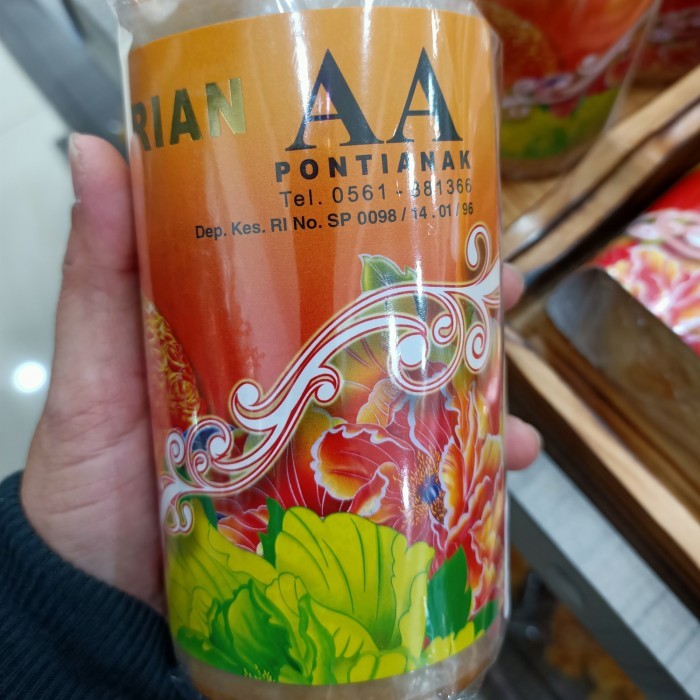 RIAN
AA
PONTIANAK
Tel. 0561 - 881366
Dep. Kes. RI No. SP 0098 / 14 . 01 / 96